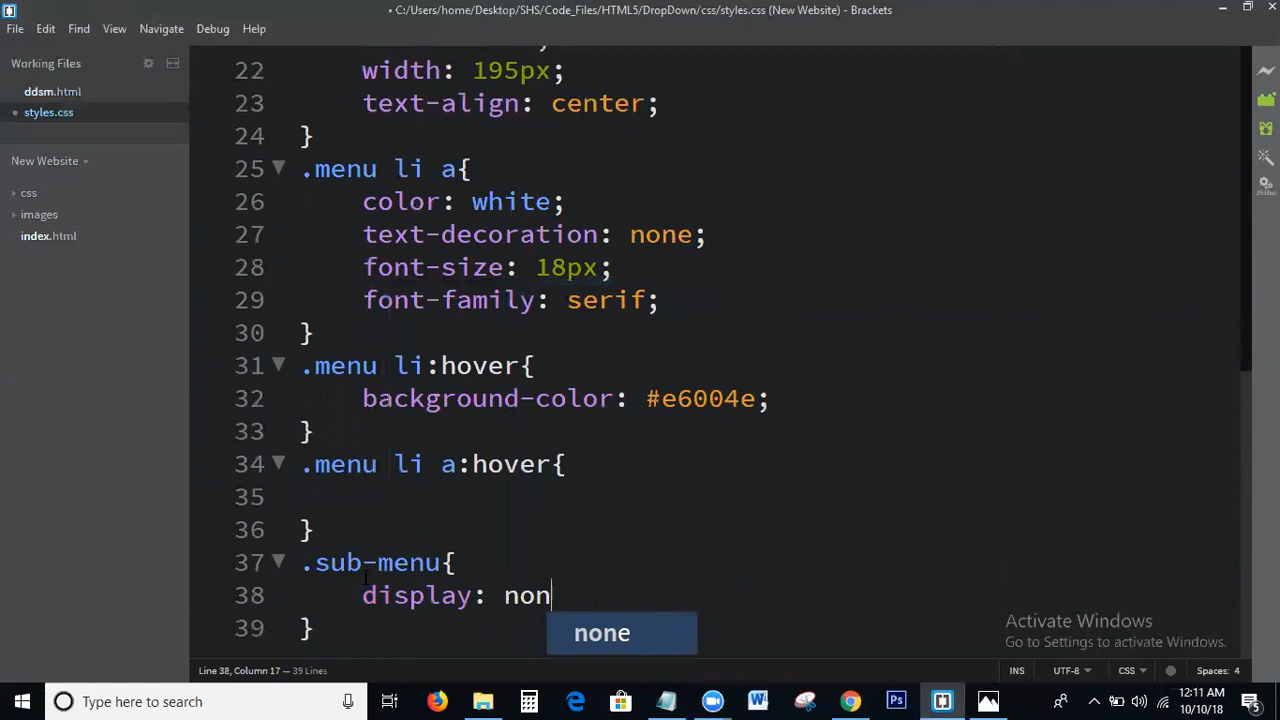 • C:/Users/home/Desktop/SHS/Code_Files/HTML5/DropDown/css/styles.css (New Website) - Brackets
File Edit Find View Navigate Debug Help
Working Files
ddsm.html
styles.css
New Website
css
images
index.html
22 width: 195px;
23 text-align: center;
24 }
25 .menu li a{
26 color: white;
27 text-decoration: none;
28 font-size: 18px;
29 font-family: serif;
30 }
31 .menu li:hover{
32 background-color: #e6004e;
33 }
34 .menu li a:hover{
35
36 }
37 .sub-menu{
38 display: non
39 }
none
Activate Windows
Go to Settings to activate Windows.
Line 38, Column 17 — 39 Lines
INS UTF-8 CSS Spaces: 4
Type here to search
12:11 AM
10/10/18
5